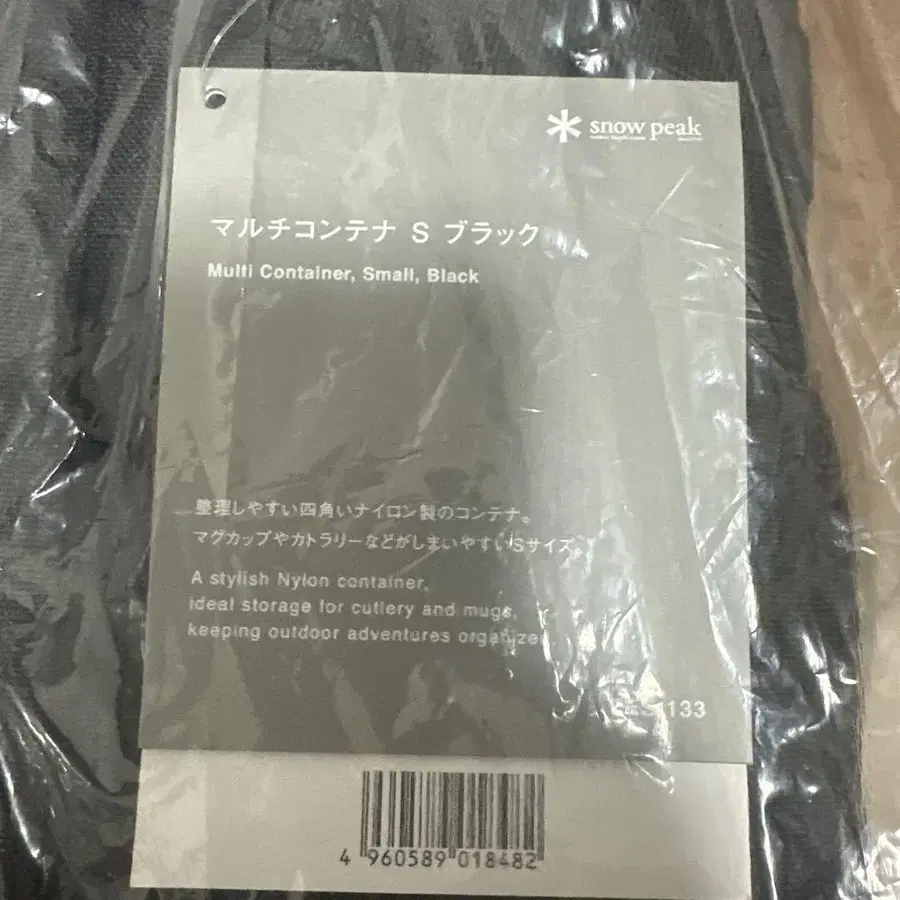 snow peak
マルチコンテナ S ブラック
Multi Container, Small, Black
整理しやすい四角いナイロン製のコンテナ。
マグカップやカトラリーなどがしまいやすいSサイズ。
A stylish Nylon container,
ideal storage for cutlery and mugs,
keeping outdoor adventures
133
4 960589 018482